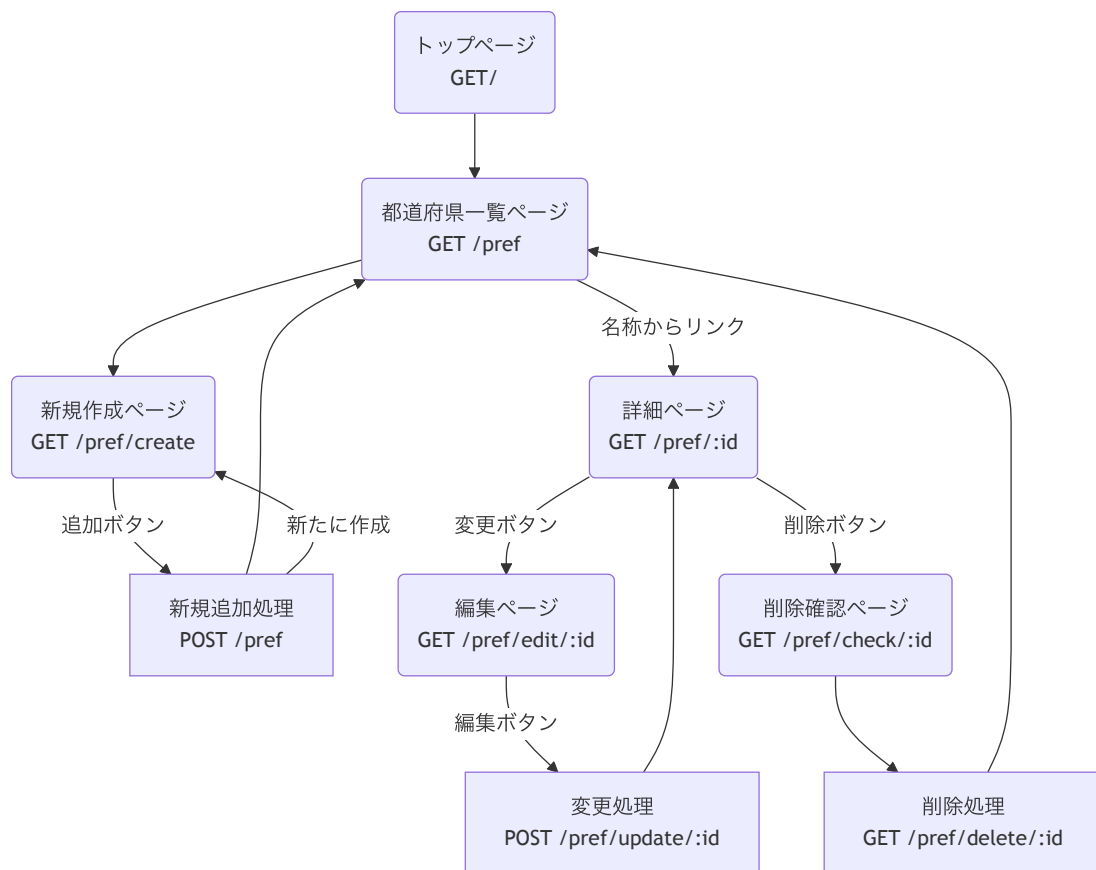 トップページ
GET/
都道府県一覧ページ
GET /pref
名称からリンク
新規作成ページ
GET /pref/create
詳細ページ
GET /pref/:id
追加ボタン
新たに作成
変更ボタン
削除ボタン
新規追加処理
POST /pref
編集ページ
GET /pref/edit/:id
削除確認ページ
GET /pref/check/:id
編集ボタン
変更処理
POST /pref/update/:id
削除処理
GET /pref/delete/:id